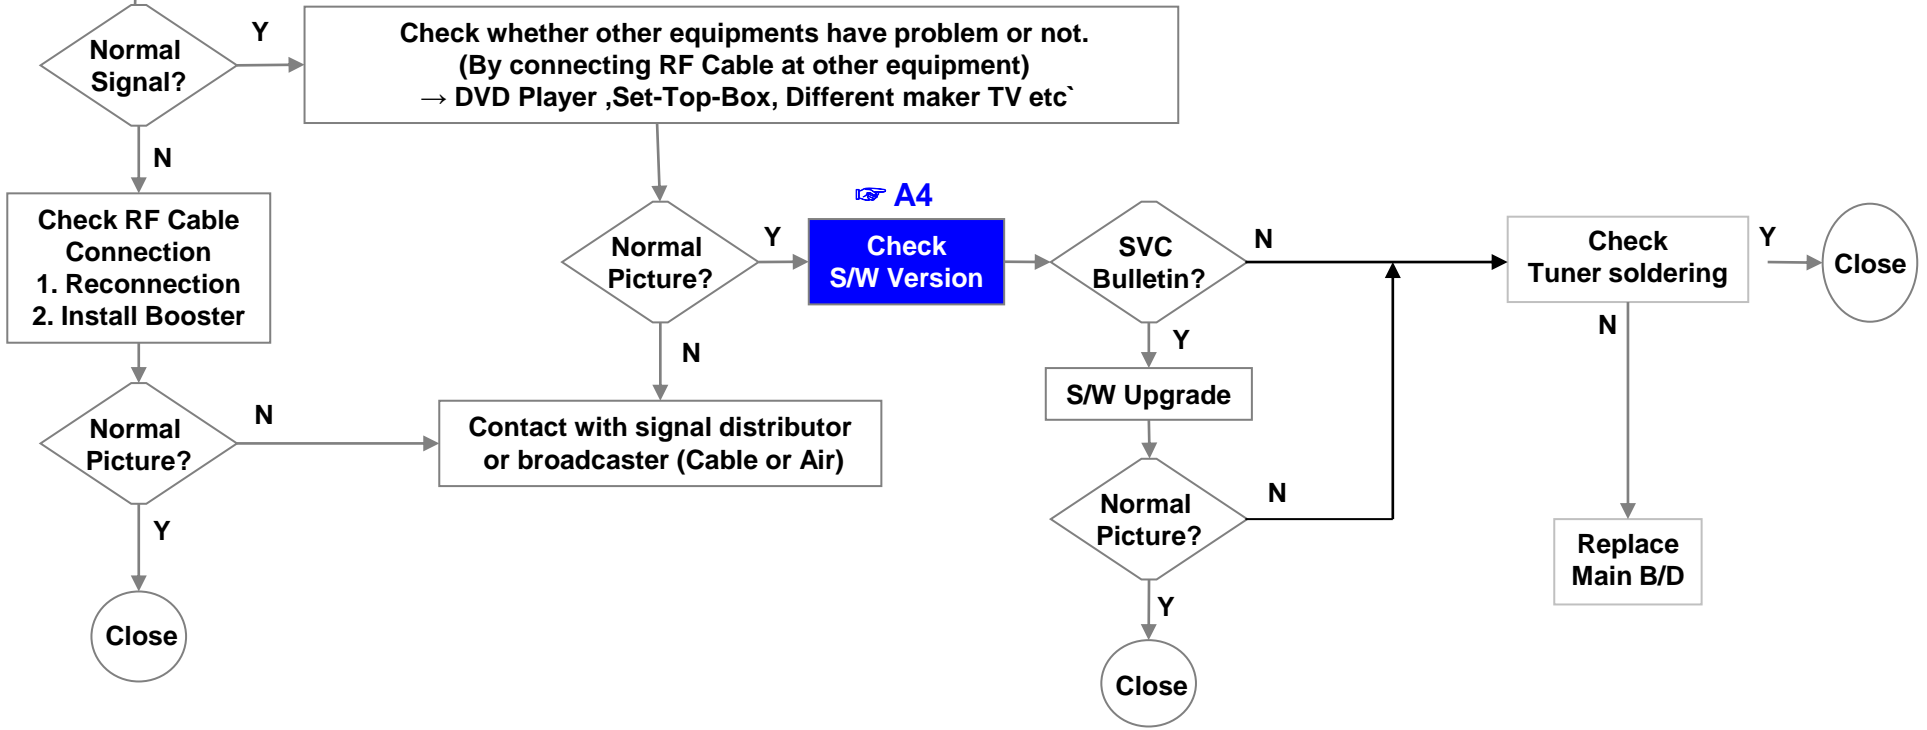 Normal
Signal?
Y
Check whether other equipments have problem or not.
(By connecting RF Cable at other equipment)
→ DVD Player ,Set-Top-Box, Different maker TV etc`
N
Check RF Cable
Connection
1. Reconnection
2. Install Booster
Normal
Picture?
N
Y
Close
Normal
Picture?
Y
N
Contact with signal distributor
or broadcaster (Cable or Air)
☞ A4
Check
S/W Version
SVC
Bulletin?
N
Y
S/W Upgrade
Normal
Picture?
N
Y
Close
Check
Tuner soldering
Y
Close
N
Replace
Main B/D